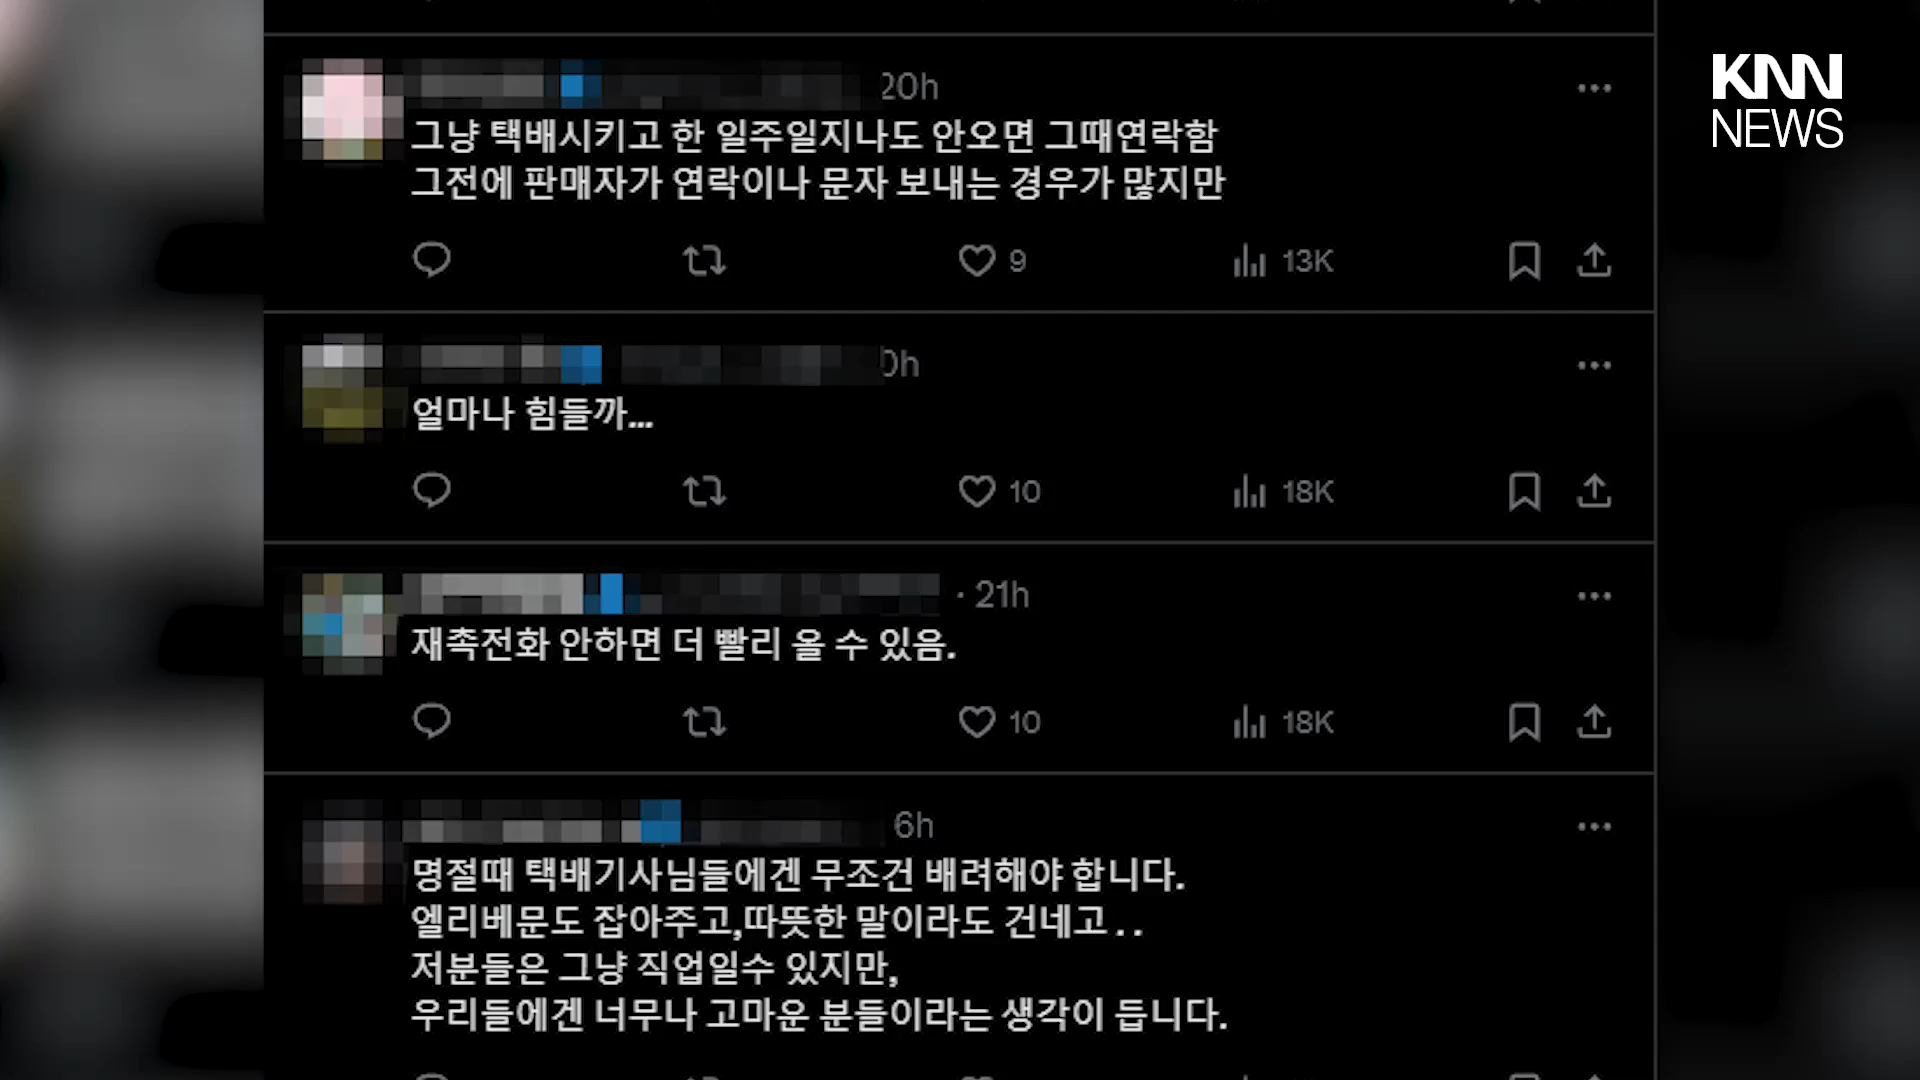 KNN
NEWS
20h
그냥 택배시키고 한 일주일지나도 안오면 그때연락함
그전에 판매자가 연락이나 문자 보내는 경우가 많지만
9
13K
0h
얼마나 힘들까...
10
18K
· 21h
재촉전화 안하면 더 빨리 올 수 있음.
10
18K
6h
명절때 택배기사님들에겐 무조건 배려해야 합니다.
엘리베문도 잡아주고,따뜻한 말이라도 건네고..
저분들은 그냥 직업일수 있지만,
우리들에겐 너무나 고마운 분들이라는 생각이 듭니다.